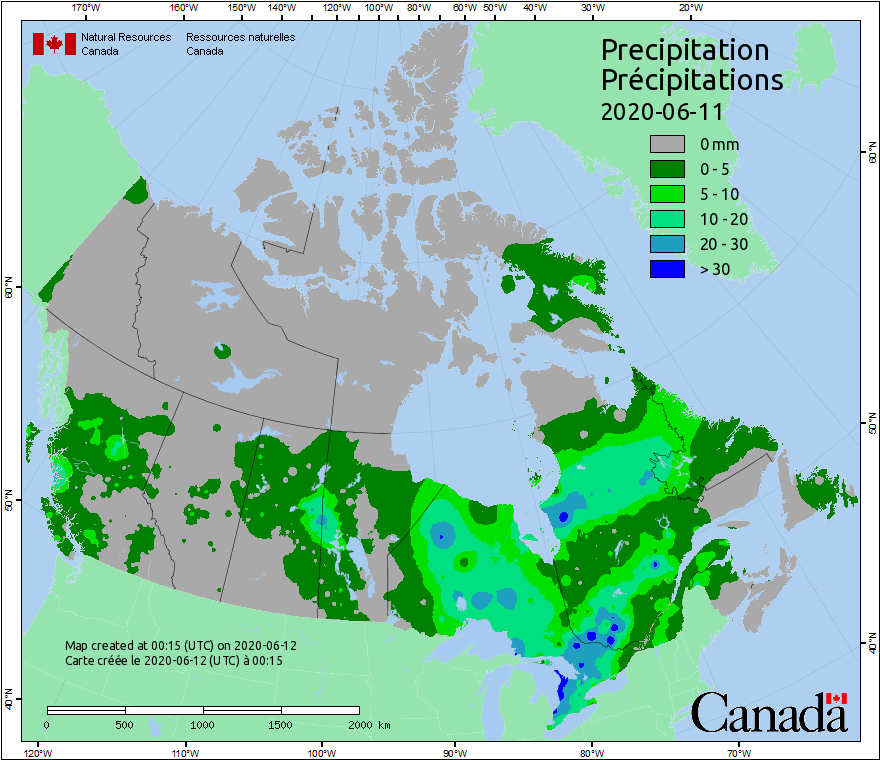 170°W 160°W 150°W 140°W 130°W 120°W 110°W 100°W 90°W 80°W 60°W 50°W 40°W 30°W 20°W
Natural Resources Ressources naturelles
Canada Canada
Precipitation
Précipitations
2020-06-11
0 mm
0 - 5
5 - 10
10 - 20
20 - 30
> 30
60°N 60°N
50°N 50°N
40°N 40°N
Map created at 00:15 (UTC) on 2020-06-12
Carte créée le 2020-06-12 (UTC) à 00:15
0 500 1000 1500 2000 km
Canada
120°W 110°W 100°W 90°W 80°W 70°W